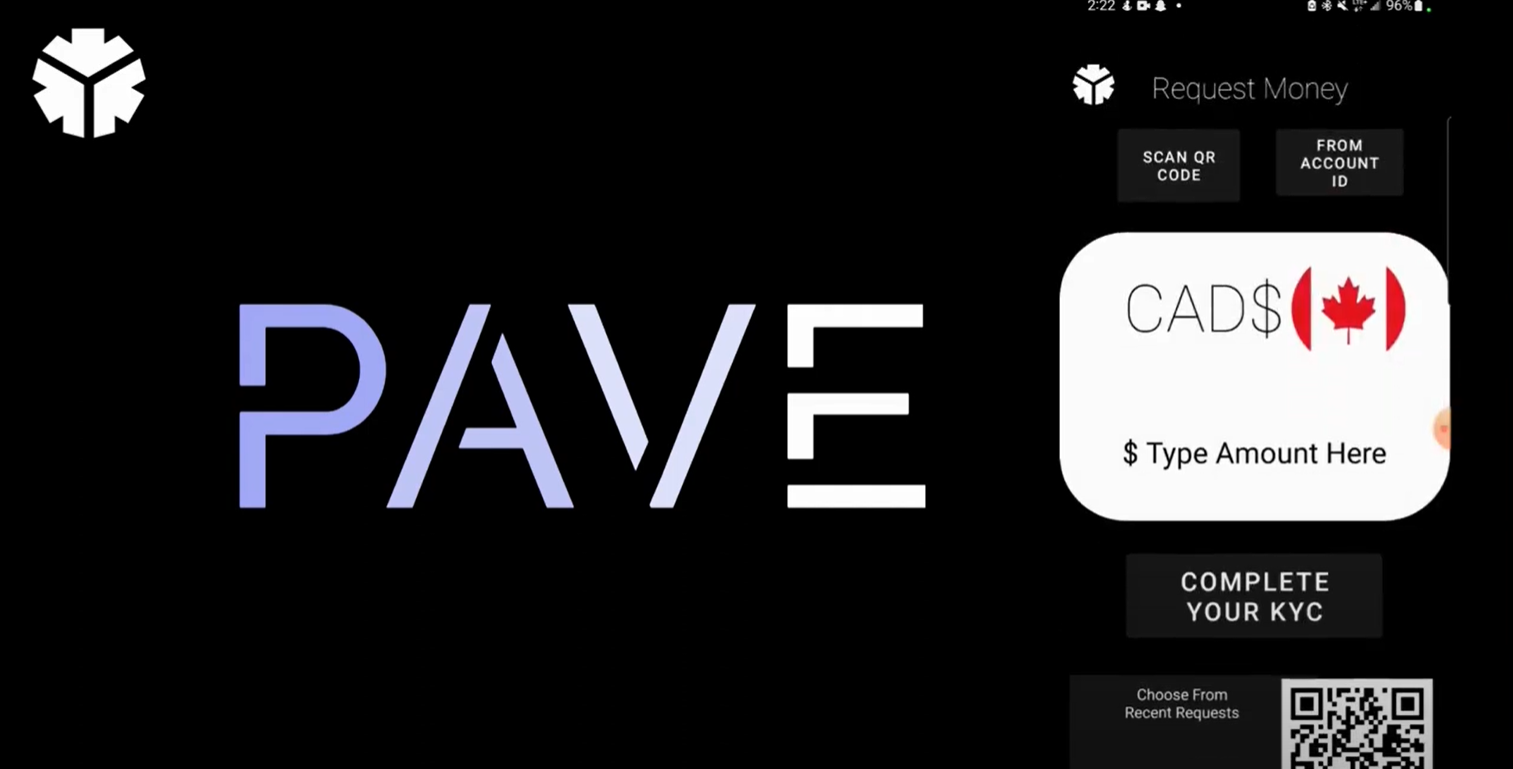 PAVE
2:22
LTE+
96%
Request Money
SCAN QR
CODE
FROM
ACCOUNT
ID
CAD$
$ Type Amount Here
COMPLETE
YOUR KYC
Choose From
Recent Requests